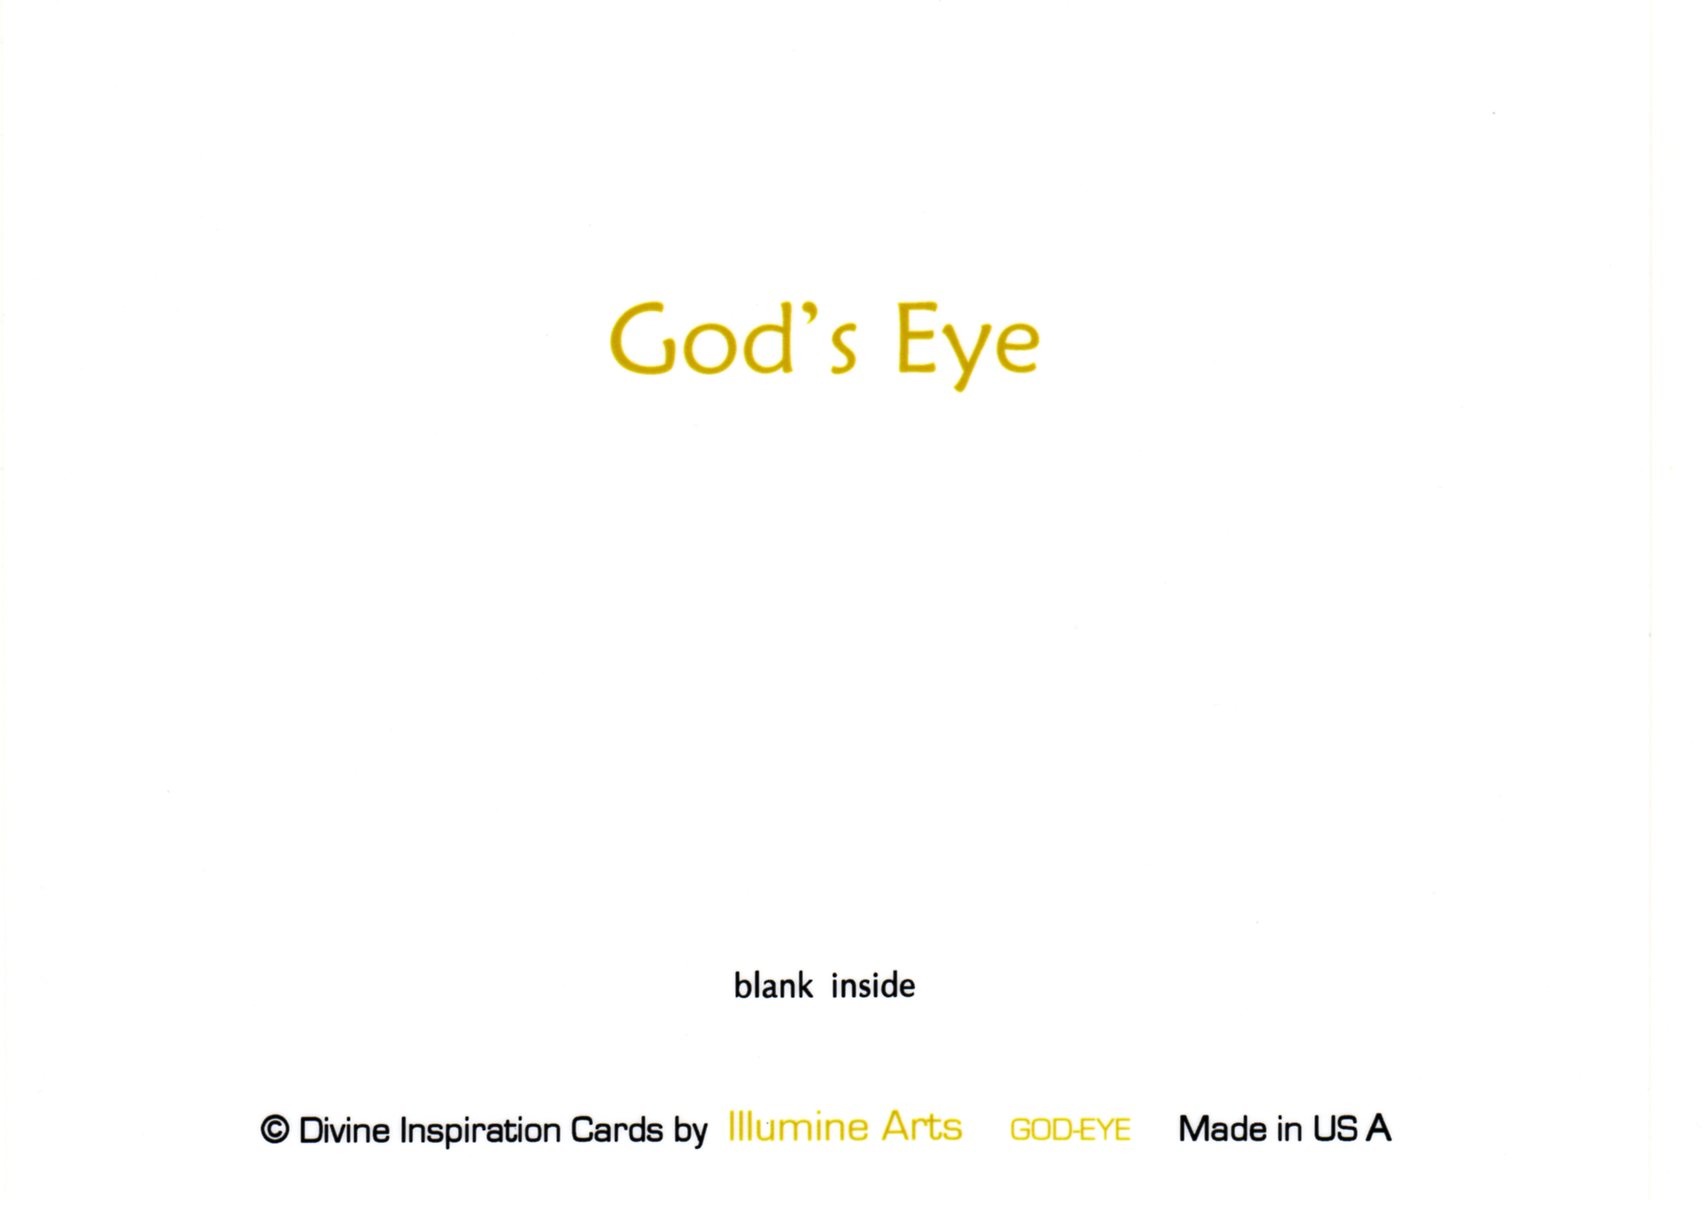 God's Eye
blank inside
© Divine Inspiration Cards by Illumine Arts GOD-EYE Made in US A